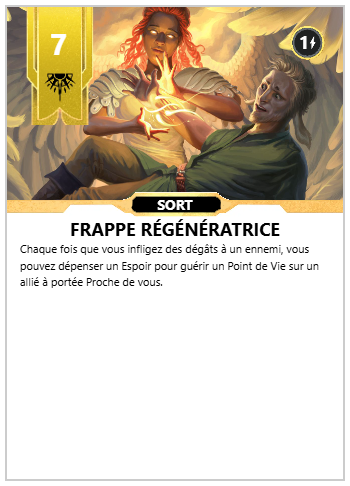 7
1
SORT
FRAPPE RÉGÉNÉRATRICE
Chaque fois que vous infligez des dégâts à un ennemi, vous
pouvez dépenser un Espoir pour guérir un Point de Vie sur un
allié à portée Proche de vous.